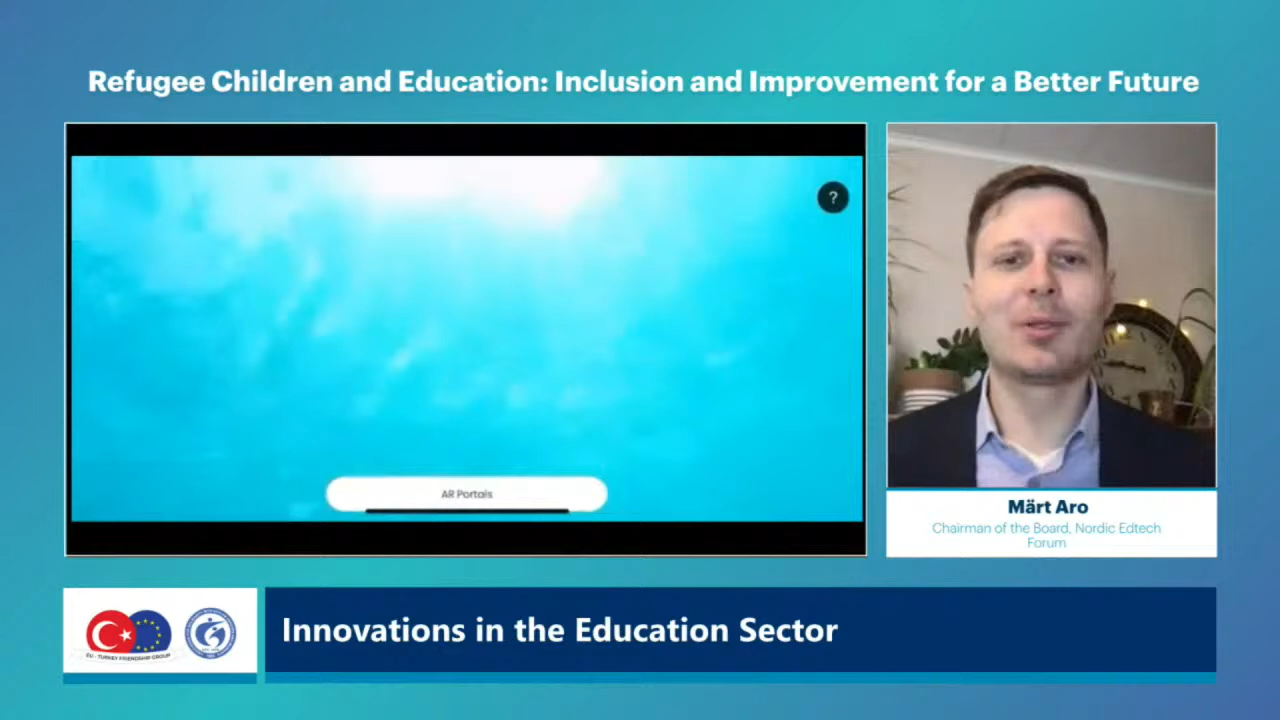 Refugee Children and Education: Inclusion and Improvement for a Better Future
?
AR Portals
Märt Aro
Chairman of the Board, Nordic Edtech
Forum
EU - TURKEY FRIENDSHIP GROUP
Innovations in the Education Sector